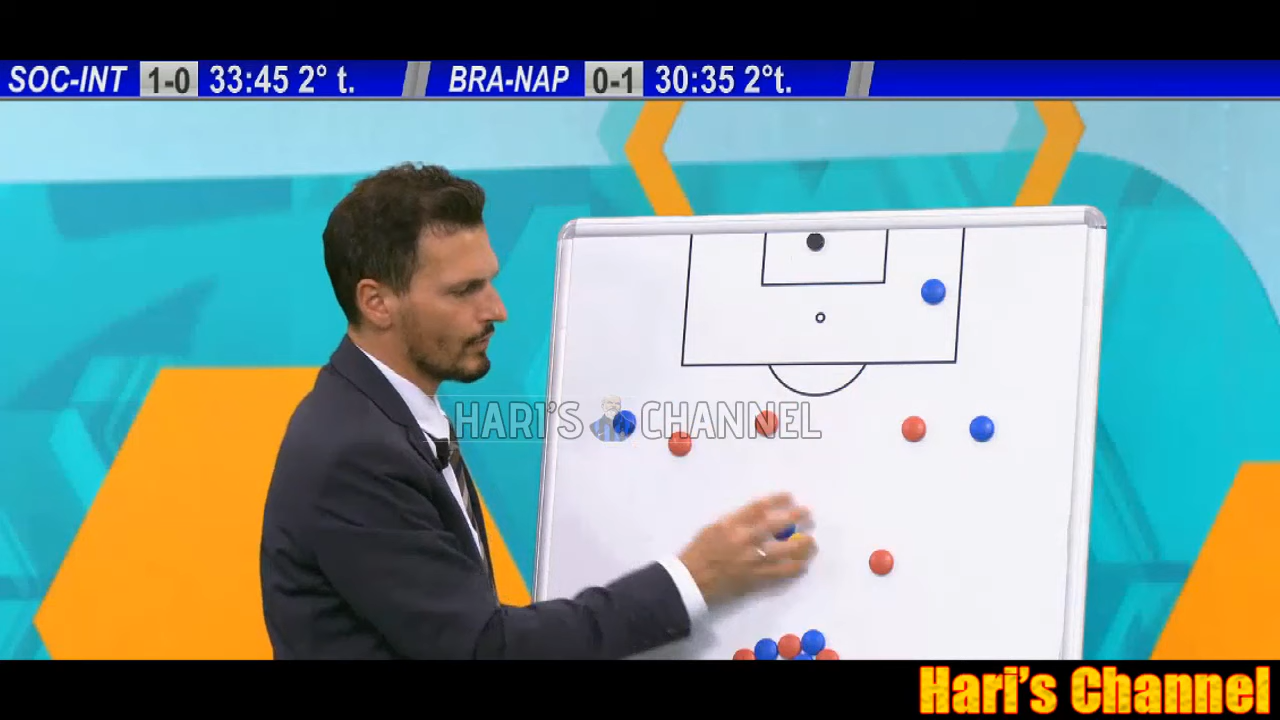 SOC-INT 1-0 33:45 2° t. BRA-NAP 0-1 30:35 2°t.
HARI'S CHANNEL
Hari's Channel